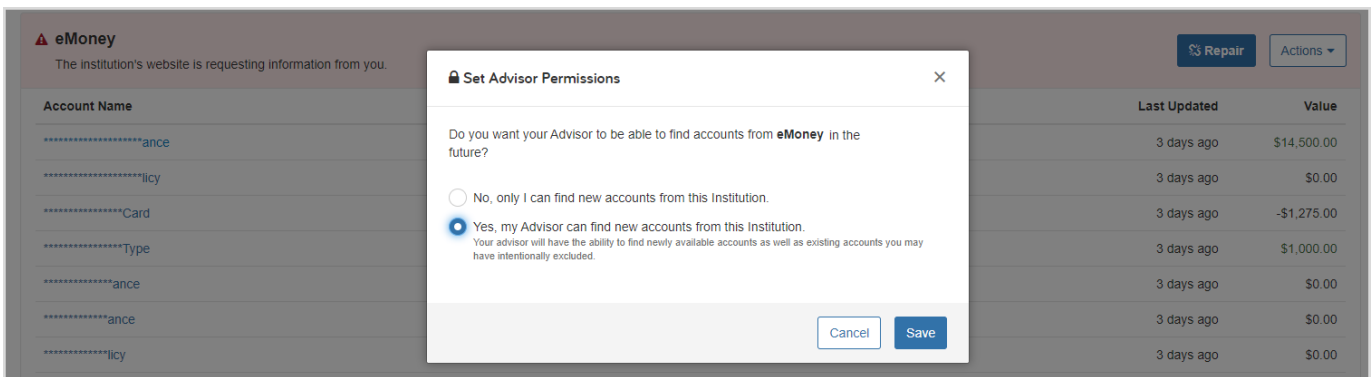 eMoney
The institution's website is requesting information from you.
Repair
Actions
Set Advisor Permissions
Do you want your Advisor to be able to find accounts from eMoney in the
future?
No, only I can find new accounts from this Institution.
Yes, my Advisor can find new accounts from this Institution.
Your advisor will have the ability to find newly available accounts as well as existing accounts you may
have intentionally excluded.
Cancel
Save
Account Name
Last Updated
Value
********************ance
3 days ago
$14,500.00
********************licy
3 days ago
$0.00
****************Card
3 days ago
-$1,275.00
****************Type
3 days ago
$1,000.00
**************ance
3 days ago
$0.00
*************ance
3 days ago
$0.00
*************licy
3 days ago
$0.00